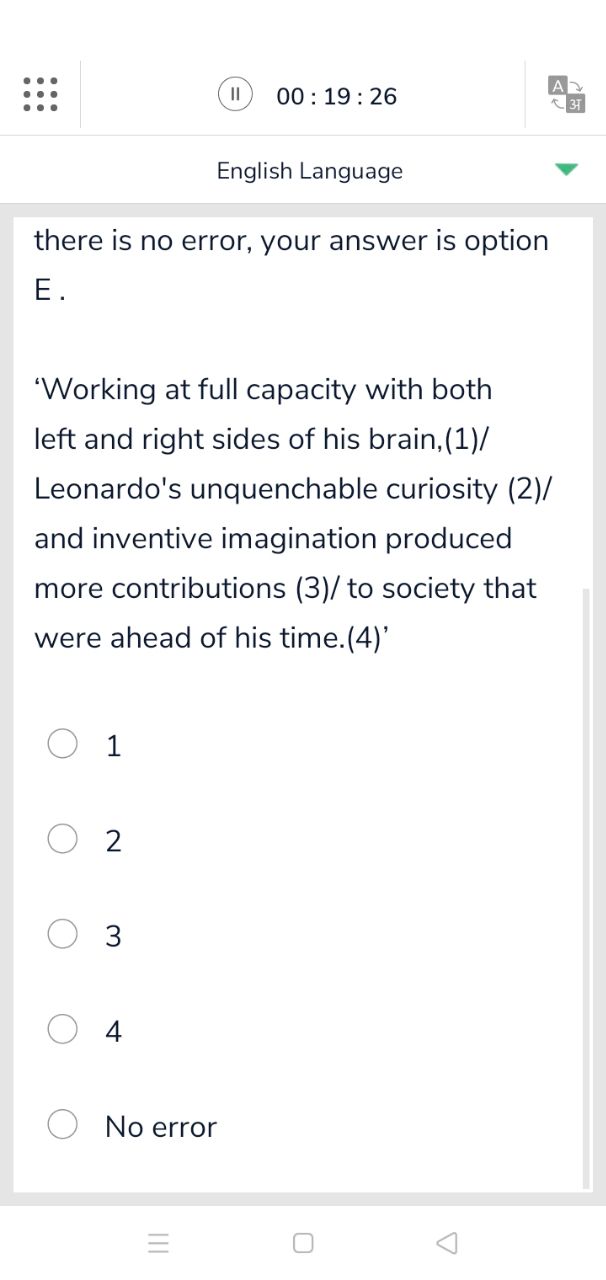 00 : 19 : 26
A
अ
English Language
there is no error, your answer is option
E .
‘Working at full capacity with both
left and right sides of his brain,(1)/
Leonardo's unquenchable curiosity (2)/
and inventive imagination produced
more contributions (3)/ to society that
were ahead of his time.(4)’
1
2
3
4
No error